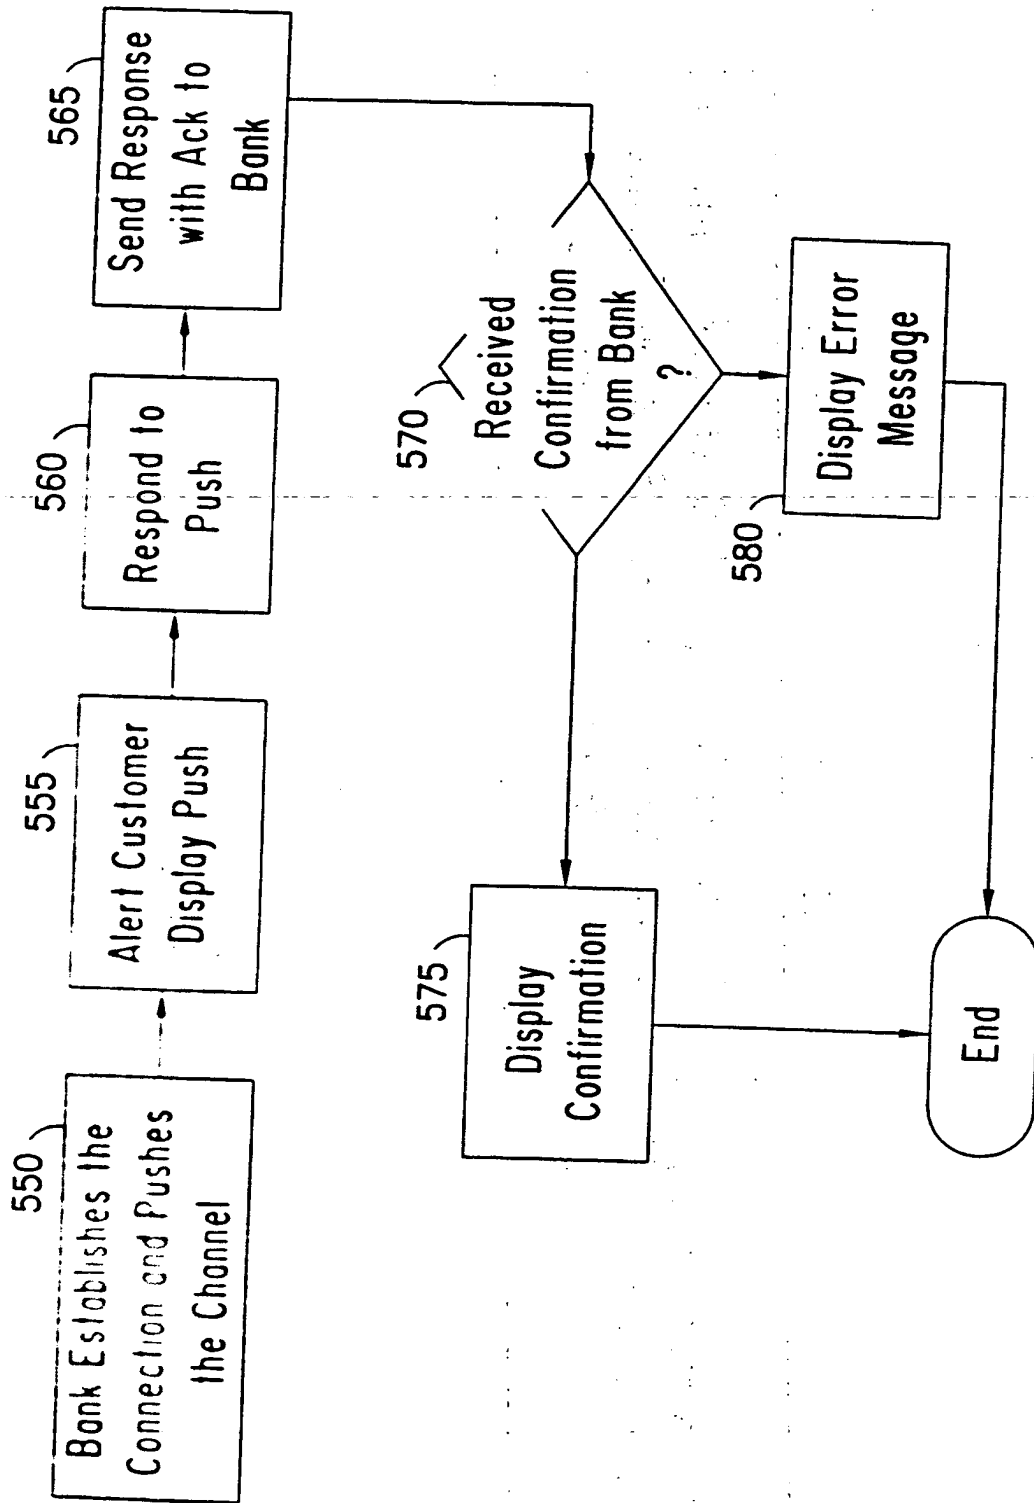 550
Bank Establishes the
Connection and Pushes
the Channel
555
Alert Customer
Display Push
560
Respond to
Push
565
Send Response
with Ack to
Bank
570
Received
Confirmation
from Bank
?
575
Display
Confirmation
580
Display Error
Message
End